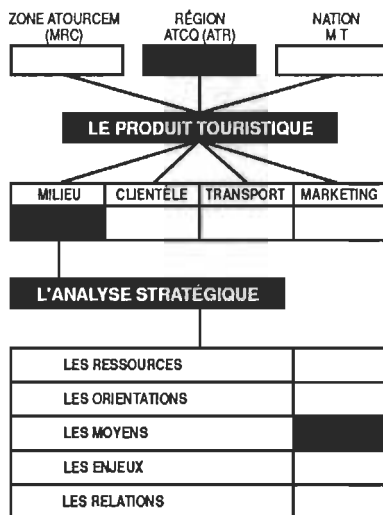 ZONE ATOURCEM
(MRC)
RÉGION
ATCQ (ATR)
NATION
M T
LE PRODUIT TOURISTIQUE
MILIEU CLIENTÈLE TRANSPORT MARKETING
L'ANALYSE STRATÉGIQUE
LES RESSOURCES
LES ORIENTATIONS
LES MOYENS
LES ENJEUX
LES RELATIONS